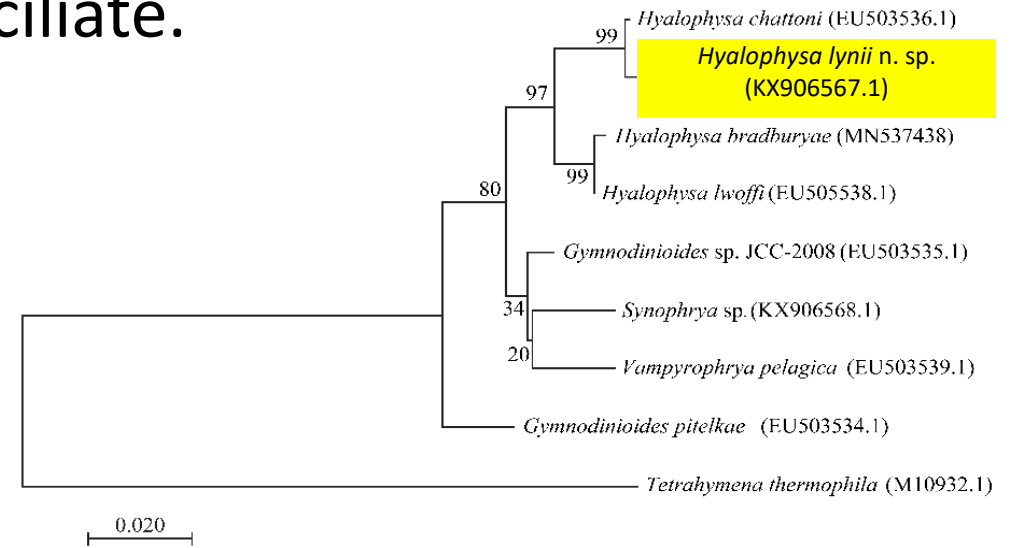 ciliate.
Hyalophysa chattoni (EU503536.1)
99
Hyalophysa lynii n. sp.
(KX906567.1)
97
Hyalophysa bradburyae (MN537438)
99
80
Hyalophysa lwoffi (EU505538.1)
Gymnodinioides sp. JCC-2008 (EU503535.1)
34
Synophrya sp. (KX906568.1)
20
Vampyrophrya pelagica (EU503539.1)
Gymnodinioides pitelkae (EU503534.1)
Tetrahymena thermophila (M10932.1)
0.020